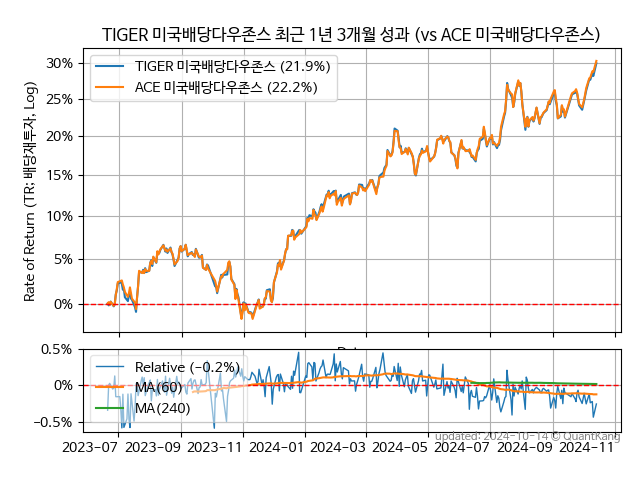 TIGER 미국배당다우존스 최근 1년 3개월 성과 (vs ACE 미국배당다우존스)
Rate of Return (TR: 배당재투자, Log)
30%
25%
20%
15%
10%
5%
0%
TIGER 미국배당다우존스 (21.9%)
ACE 미국배당다우존스 (22.2%)
0.5%
0%
−0.5%
Relative (−0.2%)
MA(60)
MA(240)
2023-07 2023-09 2023-11 2024-01 2024-03 2024-05 2024-07 2024-09 2024-11
updated: 2024-10-14 © QuantKang